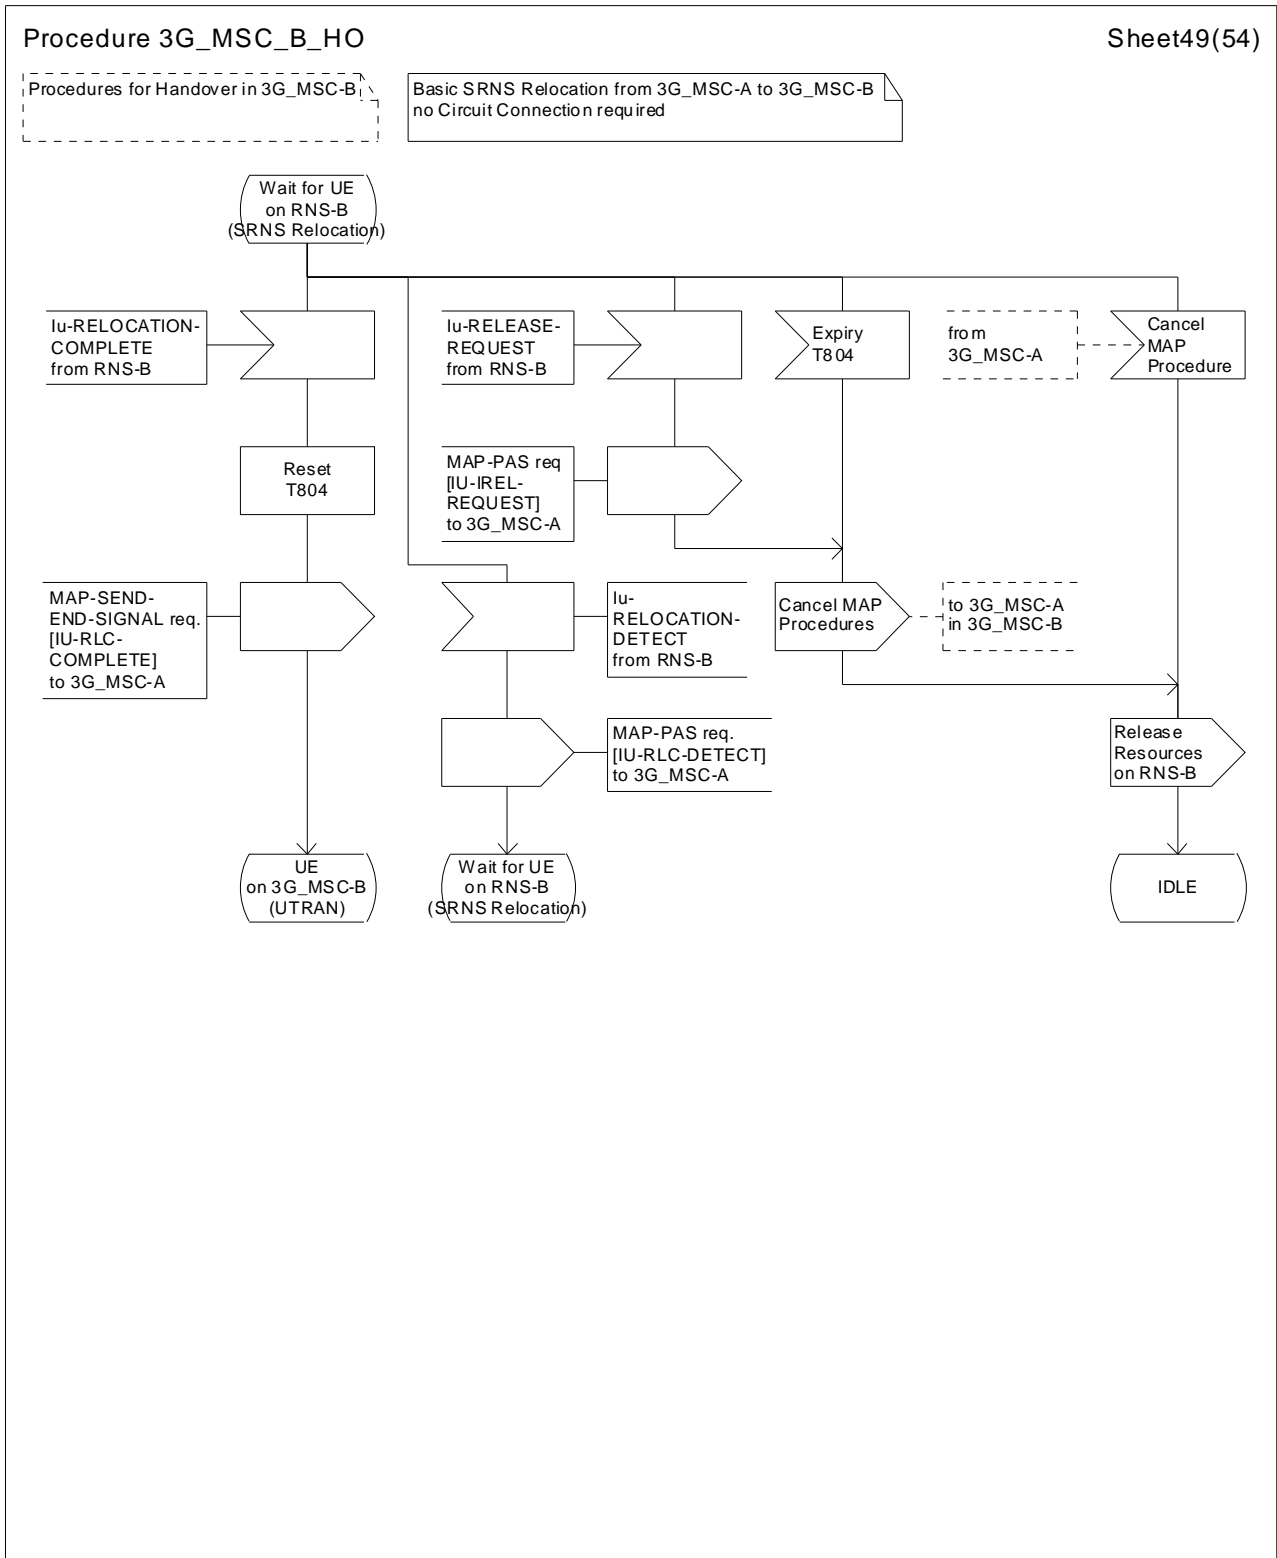 Procedure 3G_MSC_B_HO
Sheet49(54)
Procedures for Handover in 3G_MSC-B
Basic SRNS Relocation from 3G_MSC-A to 3G_MSC-B
no Circuit Connection required
Wait for UE
on RNS-B
(SRNS Relocation)
Iu-RELOCATION-
COMPLETE
from RNS-B
Iu-RELEASE-
REQUEST
from RNS-B
Expiry
T804
from
3G_MSC-A
Cancel
MAP
Procedure
Reset
T804
MAP-PAS req
[IU-IREL-
REQUEST]
to 3G_MSC-A
MAP-SEND-
END-SIGNAL req.
[IU-RLC-
COMPLETE]
to 3G_MSC-A
Iu-
RELOCATION-
DETECT
from RNS-B
Cancel MAP
Procedures
to 3G_MSC-A
in 3G_MSC-B
MAP-PAS req.
[IU-RLC-DETECT]
to 3G_MSC-A
Release
Resources
on RNS-B
UE
on 3G_MSC-B
(UTRAN)
Wait for UE
on RNS-B
(SRNS Relocation)
IDLE